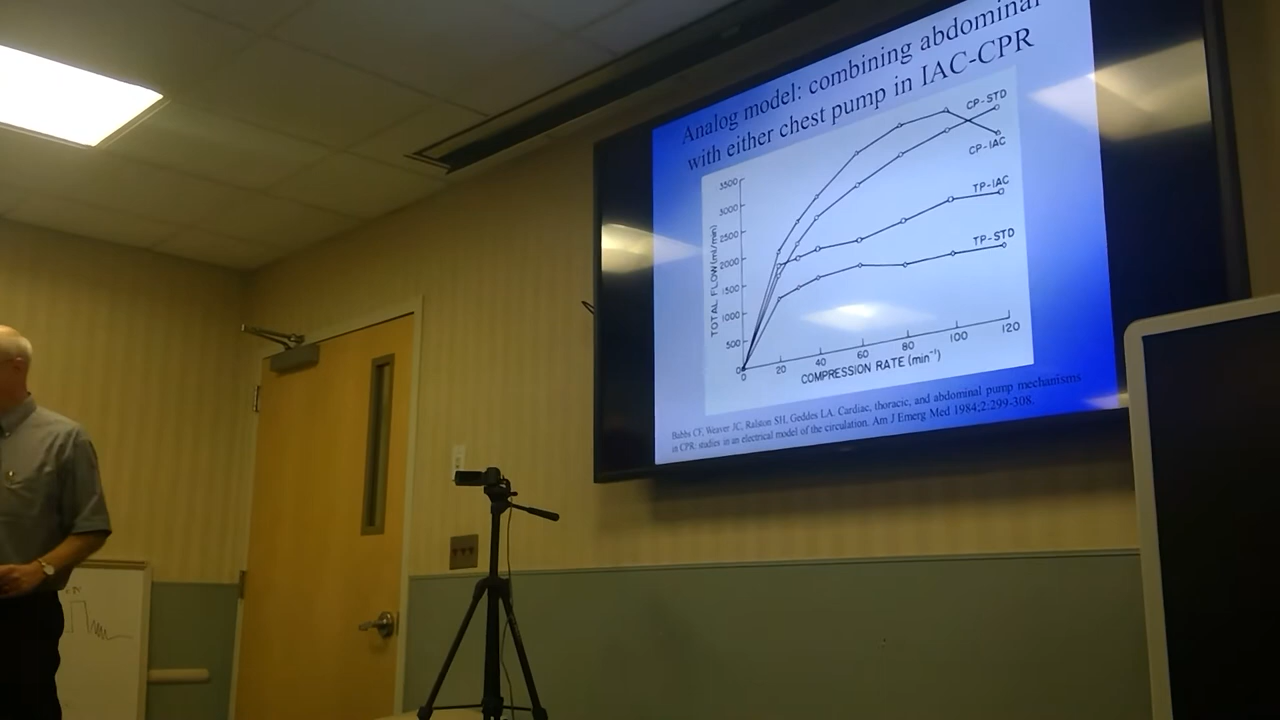 Analog model: combining abdominal
with either chest pump in IAC-CPR
CP-STD
CP-IAC
TP-IAC
TP-STD
TOTAL FLOW (ml/min)
3500
3000
2500
2000
1500
1000
500
0
0 20 40 60 80 100 120
COMPRESSION RATE (min⁻¹)
Babbs CF, Weaver JC, Ralston SH, Geddes LA. Cardiac, thoracic, and abdominal pump mechanisms
in CPR: studies in an electrical model of the circulation. Am J Emerg Med 1984;2:299-308.